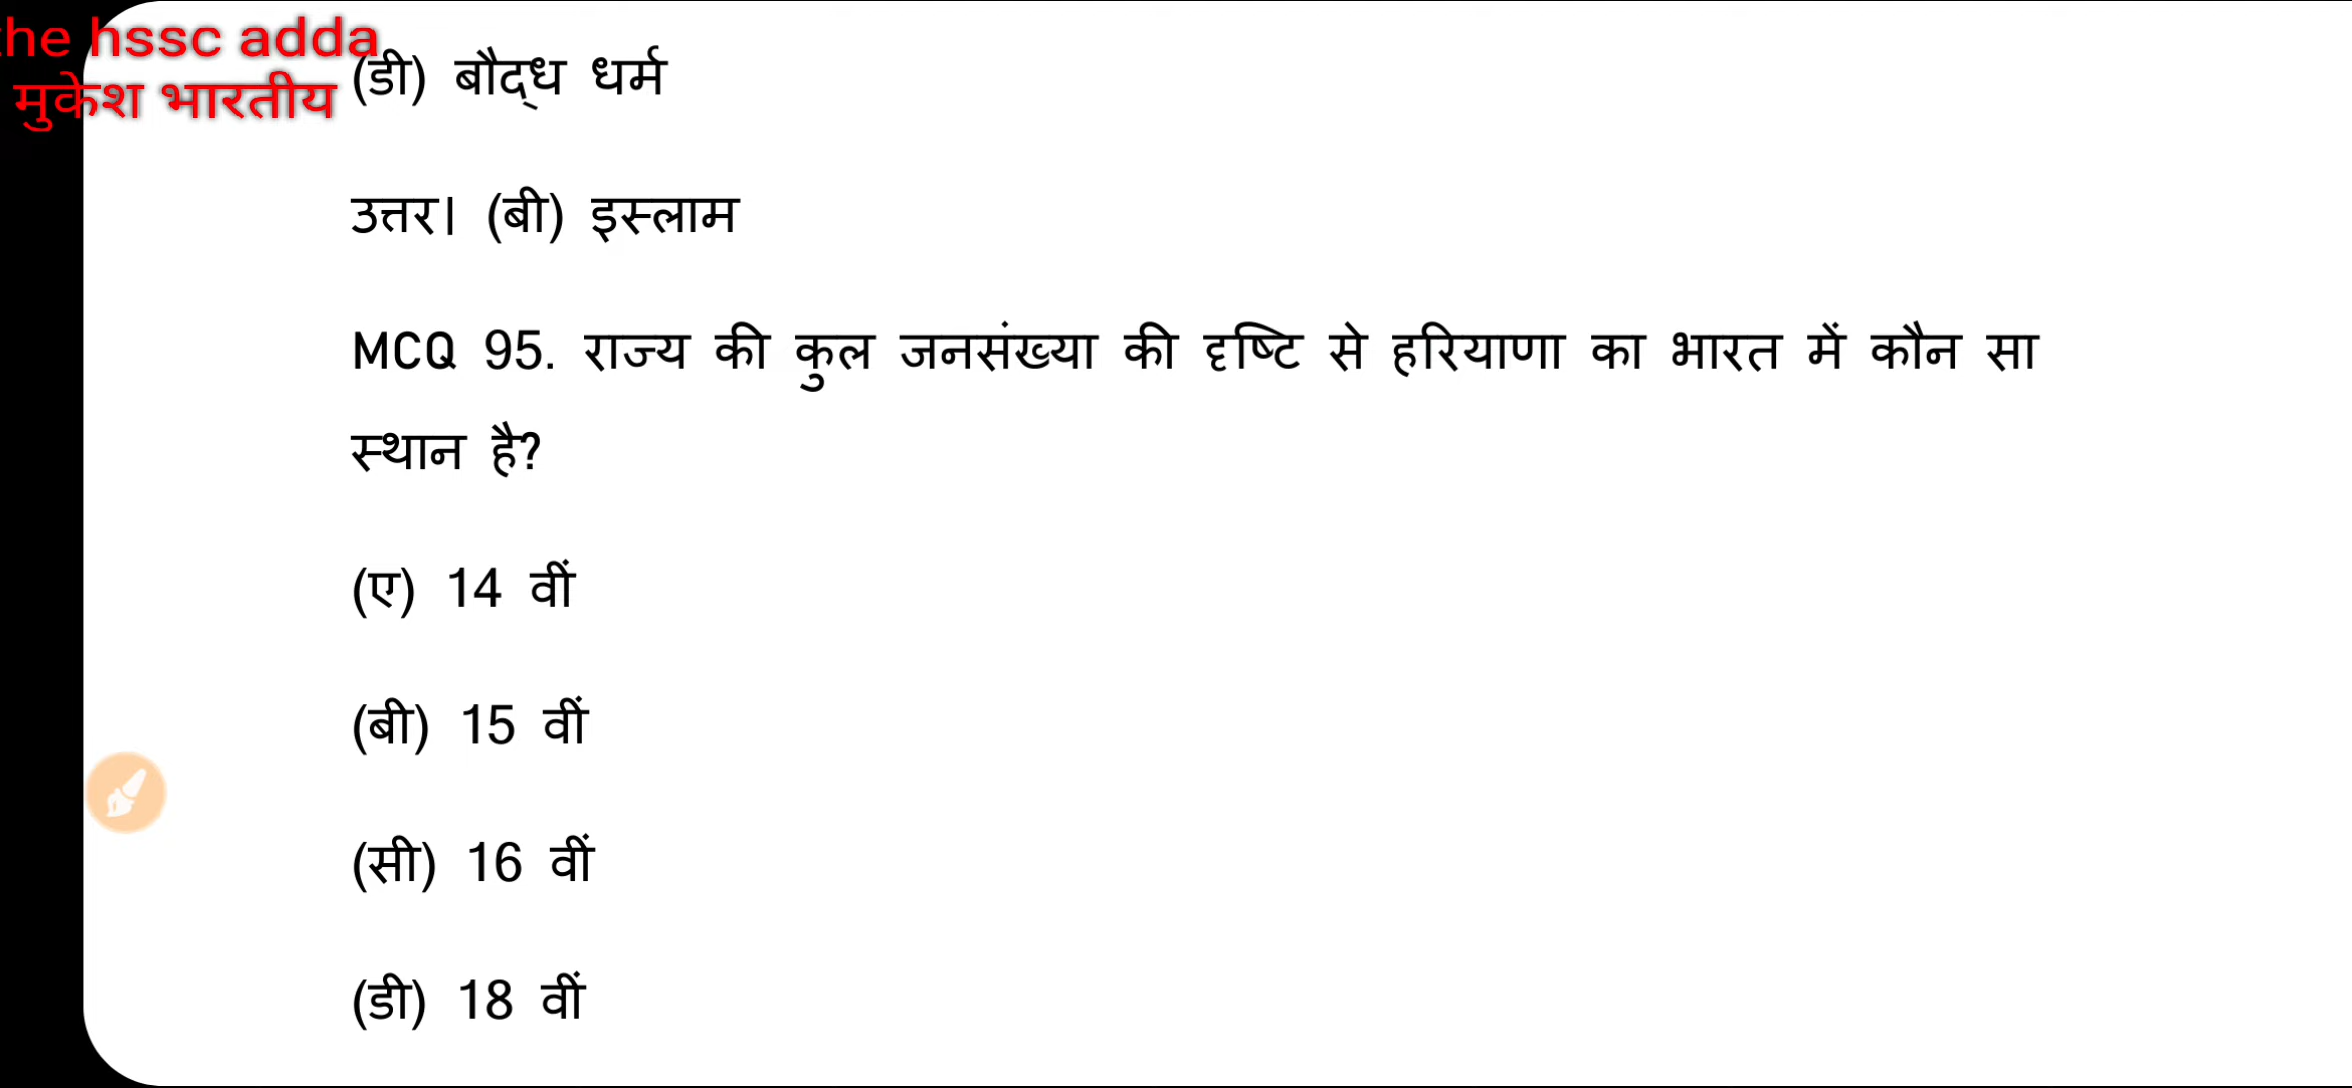 he hssc adda
मुकेश भारतीय
(डी) बौद्ध धर्म
उत्तर। (बी) इस्लाम
MCQ 95. राज्य की कुल जनसंख्या की दृष्टि से हरियाणा का भारत में कौन सा
स्थान है?
(ए) 14 वीं
(बी) 15 वीं
(सी) 16 वीं
(डी) 18 वीं